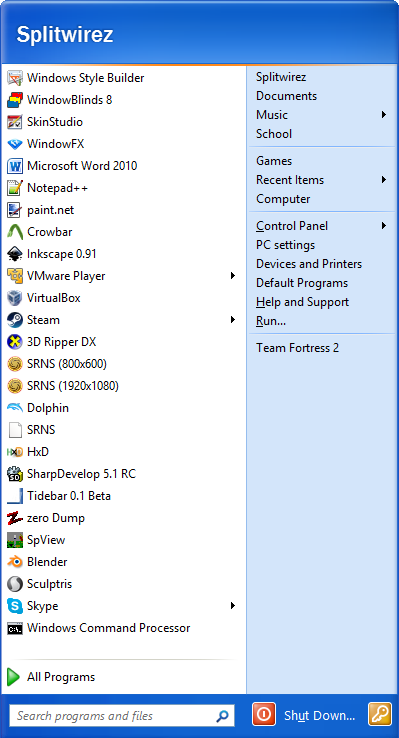 Splitwirez
Windows Style Builder
WindowBlinds 8
SkinStudio
WindowFX
Microsoft Word 2010
Notepad++
paint.net
Crowbar
Inkscape 0.91
VMware Player
VirtualBox
Steam
3D Ripper DX
SRNS (800x600)
SRNS (1920x1080)
Dolphin
SRNS
HxD
SharpDevelop 5.1 RC
Tidebar 0.1 Beta
zero Dump
SpView
Blender
Sculptris
Skype
Windows Command Processor
All Programs
Search programs and files
Splitwirez
Documents
Music
School
Games
Recent Items
Computer
Control Panel
PC settings
Devices and Printers
Default Programs
Help and Support
Run...
Team Fortress 2
Shut Down...